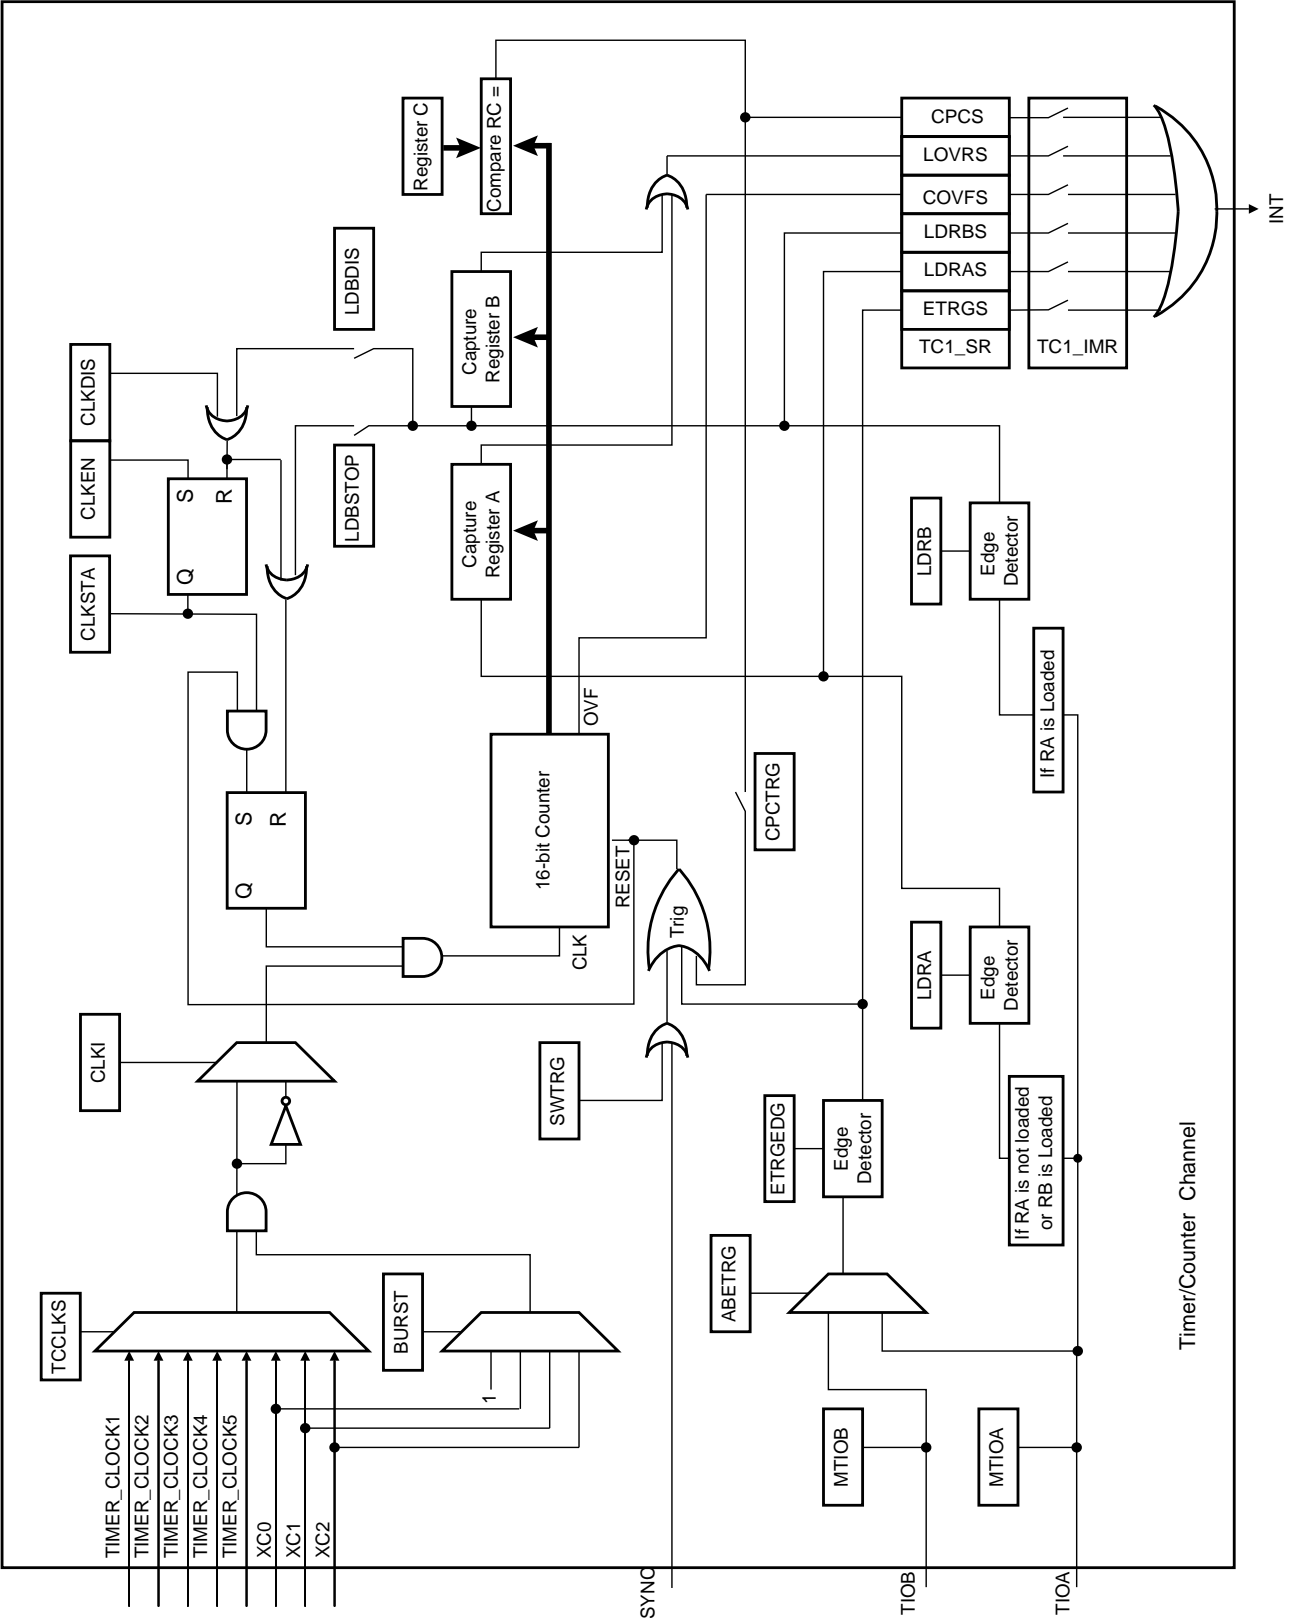 TCCLKS
TIMER_CLOCK1
TIMER_CLOCK2
TIMER_CLOCK3
TIMER_CLOCK4
TIMER_CLOCK5
XC0
XC1
XC2
BURST
1
CLKI
CLKSTA
CLKEN
CLKDIS
Q
S
R
Q
S
R
LDBSTOP
LDBDIS
Register C
Capture
Register A
Capture
Register B
Compare RC =
16-bit Counter
CLK
RESET
OVF
SWTRG
Trig
SYNC
CPCTRG
ABETRG
ETRGEDG
Edge
Detector
MTIOB
TIOB
MTIOA
TIOA
LDRA
Edge
Detector
If RA is not loaded
or RB is Loaded
LDRB
Edge
Detector
If RA is Loaded
CPCS
LOVRS
COVFS
LDRBS
LDRAS
ETRGS
TC1_SR
TC1_IMR
Timer/Counter Channel
INT